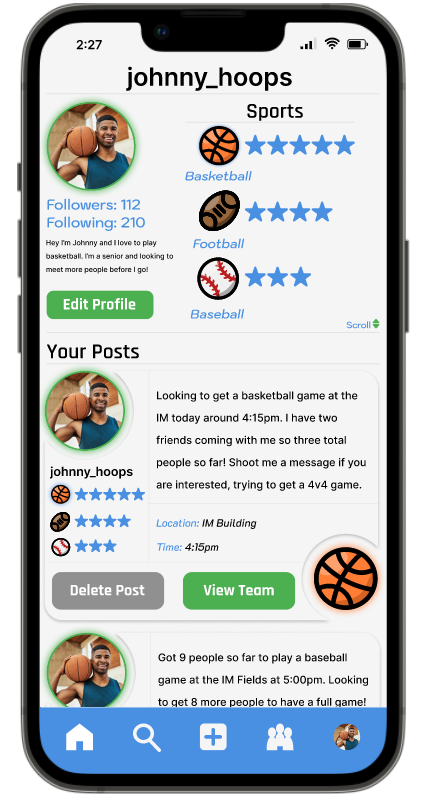 2:27
johnny_hoops
Sports
Basketball
Football
Baseball
Scroll
Followers: 112
Following: 210
Hey I'm Johnny and I love to play
basketball. I'm a senior and looking to
meet more people before I go!
Edit Profile
Your Posts
johnny_hoops
Looking to get a basketball game at the
IM today around 4:15pm. I have two
friends coming with me so three total
people so far! Shoot me a message if you
are interested, trying to get a 4v4 game.
Location: IM Building
Time: 4:15pm
Delete Post
View Team
Got 9 people so far to play a baseball
game at the IM Fields at 5:00pm. Looking
to get 8 more people to have a full game!